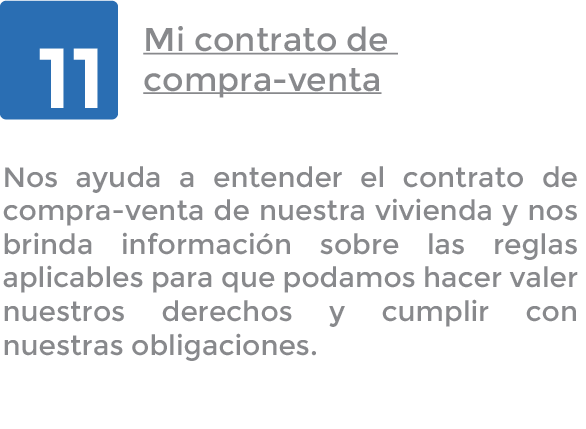 11
Mi contrato de
compra-venta
Nos ayuda a entender el contrato de
compra-venta de nuestra vivienda y nos
brinda información sobre las reglas
aplicables para que podamos hacer valer
nuestros derechos y cumplir con
nuestras obligaciones.